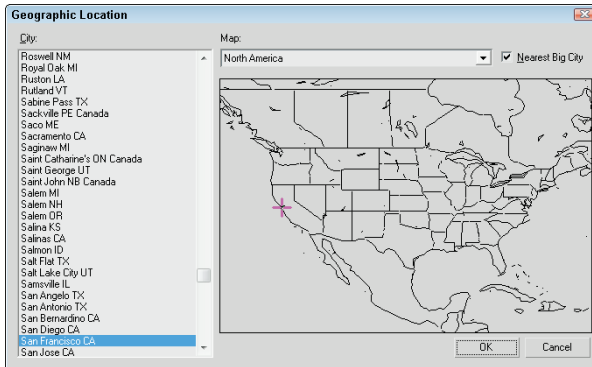 Geographic Location
City:
Roswell NM
Royal Oak MI
Ruston LA
Rutland VT
Sabine Pass TX
Sackville PE Canada
Saco ME
Sacramento CA
Saginaw MI
Saint Catharine's ON Canada
Saint George UT
Saint John NB Canada
Salem MI
Salem NH
Salem OR
Salina KS
Salinas CA
Salmon ID
Salt Flat TX
Salt Lake City UT
Samsville IL
San Angelo TX
San Antonio TX
San Bernardino CA
San Diego CA
San Francisco CA
San Jose CA
Map:
North America
Nearest Big City
OK
Cancel